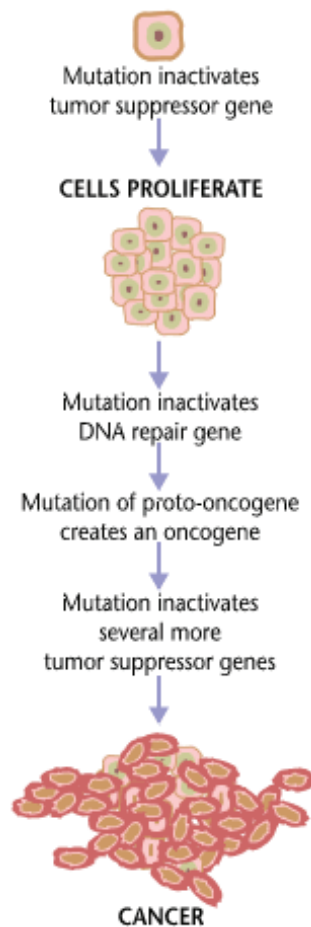 Mutation inactivates
tumor suppressor gene
CELLS PROLIFERATE
Mutation inactivates
DNA repair gene
Mutation of proto-oncogene
creates an oncogene
Mutation inactivates
several more
tumor suppressor genes
CANCER